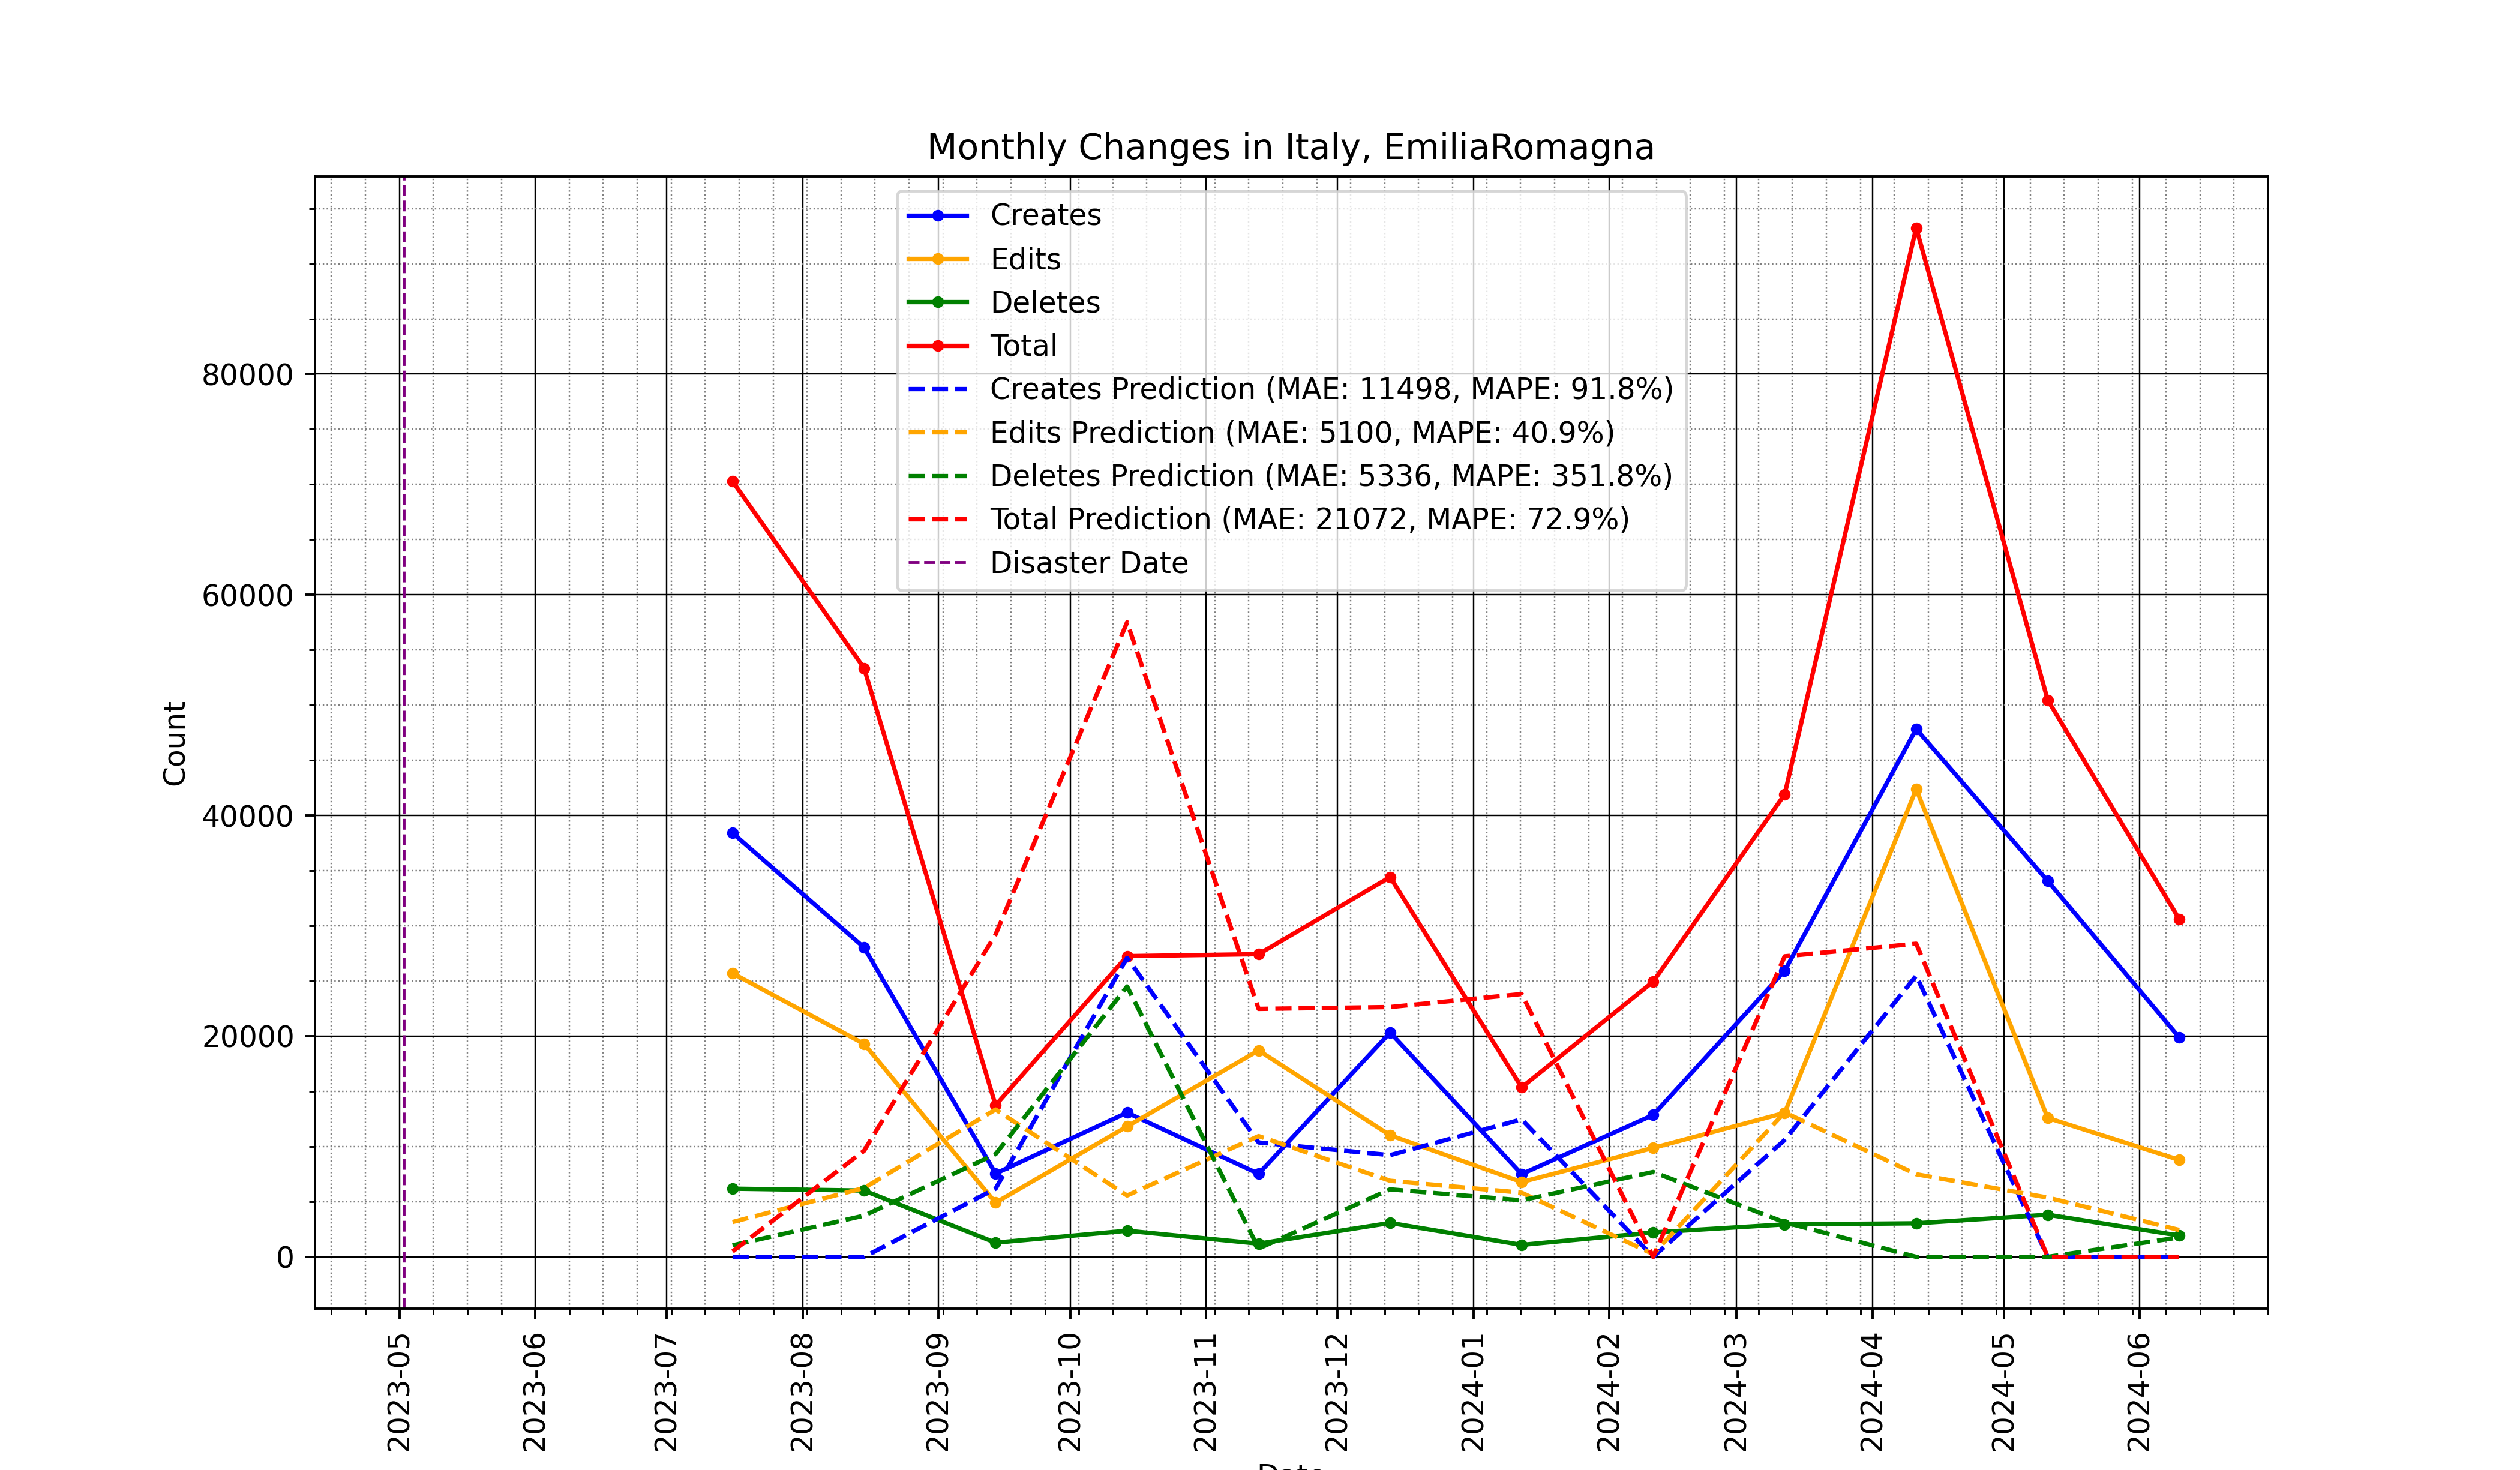 Monthly Changes in Italy, EmiliaRomagna
Creates
Edits
Deletes
Total
Creates Prediction (MAE: 11498, MAPE: 91.8%)
Edits Prediction (MAE: 5100, MAPE: 40.9%)
Deletes Prediction (MAE: 5336, MAPE: 351.8%)
Total Prediction (MAE: 21072, MAPE: 72.9%)
Disaster Date
80000
60000
40000
20000
0
Count
2023-05
2023-06
2023-07
2023-08
2023-09
2023-10
2023-11
2023-12
2024-01
2024-02
2024-03
2024-04
2024-05
2024-06
Date